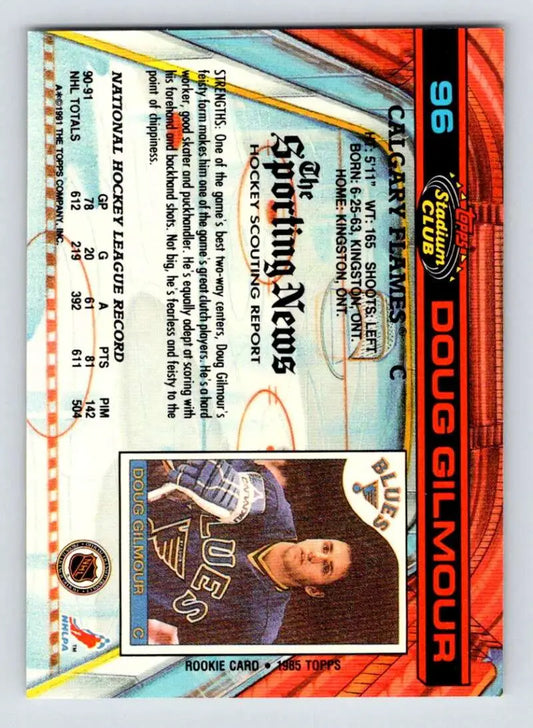 96
Topps
Stadium
CLUB
DOUG GILMOUR
CALGARY FLAMES • C
HT: 5'11" WT: 165 SHOOTS: LEFT
BORN: 6-25-63, KINGSTON, ONT.
HOME: KINGSTON, ONT.
The
Sporting News
HOCKEY SCOUTING REPORT
STRENGTHS: One of the game's best two-way centers, Doug Gilmour's
feisty form makes him one of the game's great clutch players. He's a hard
worker, good skater and puckhandler. He's equally adept at scoring with
his forehand and backhand shots. Not big, he's fearless and feisty to the
point of chippiness.
NATIONAL HOCKEY LEAGUE RECORD
GP G A PTS PIM
90-91 78 20 61 81 142
NHL TOTALS 612 219 392 611 504
A★©1991 THE TOPPS COMPANY, INC.
BLUES
BLUES
DOUG GILMOUR C
ROOKIE CARD • 1985 TOPPS
NHL
NHLPA
TM